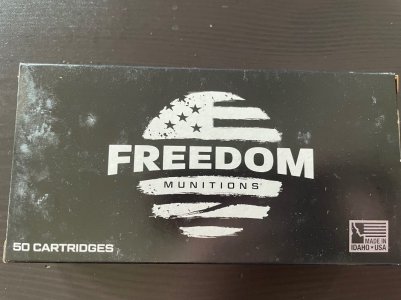 FREEDOM
MUNITIONS
50 CARTRIDGES
MADE IN
IDAHO • USA